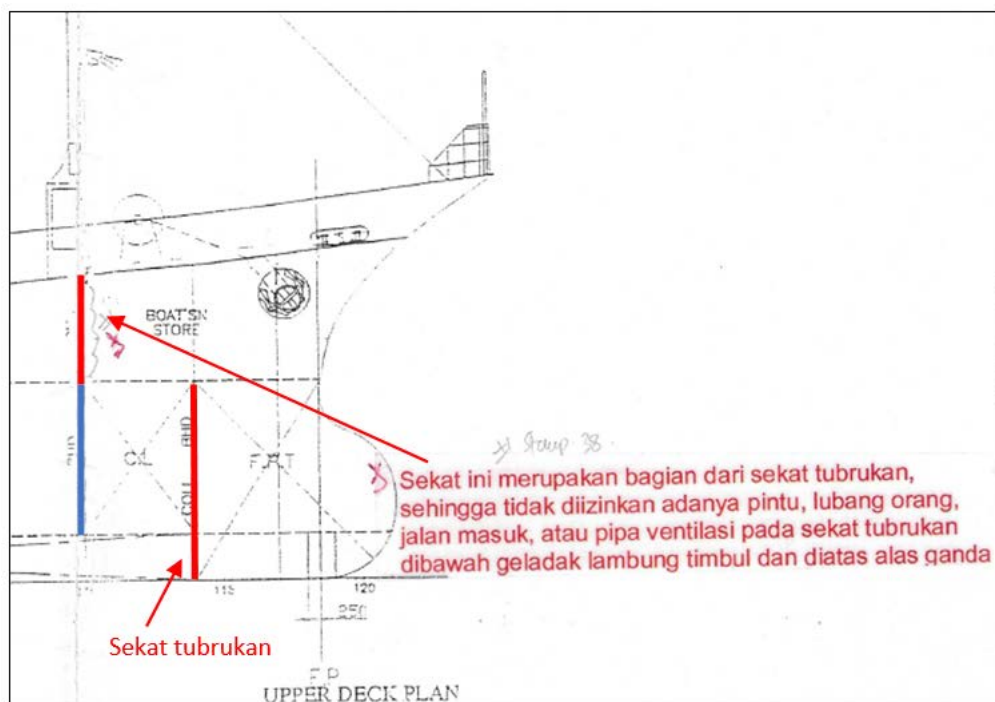 BOAT'SN
STORE
COLL BHD
C.L
F.P.T
Sekat ini merupakan bagian dari sekat tubrukan,
sehingga tidak diizinkan adanya pintu, lubang orang,
jalan masuk, atau pipa ventilasi pada sekat tubrukan
dibawah geladak lambung timbul dan diatas alas ganda
115
120
250
Sekat tubrukan
F.P
UPPER DECK PLAN